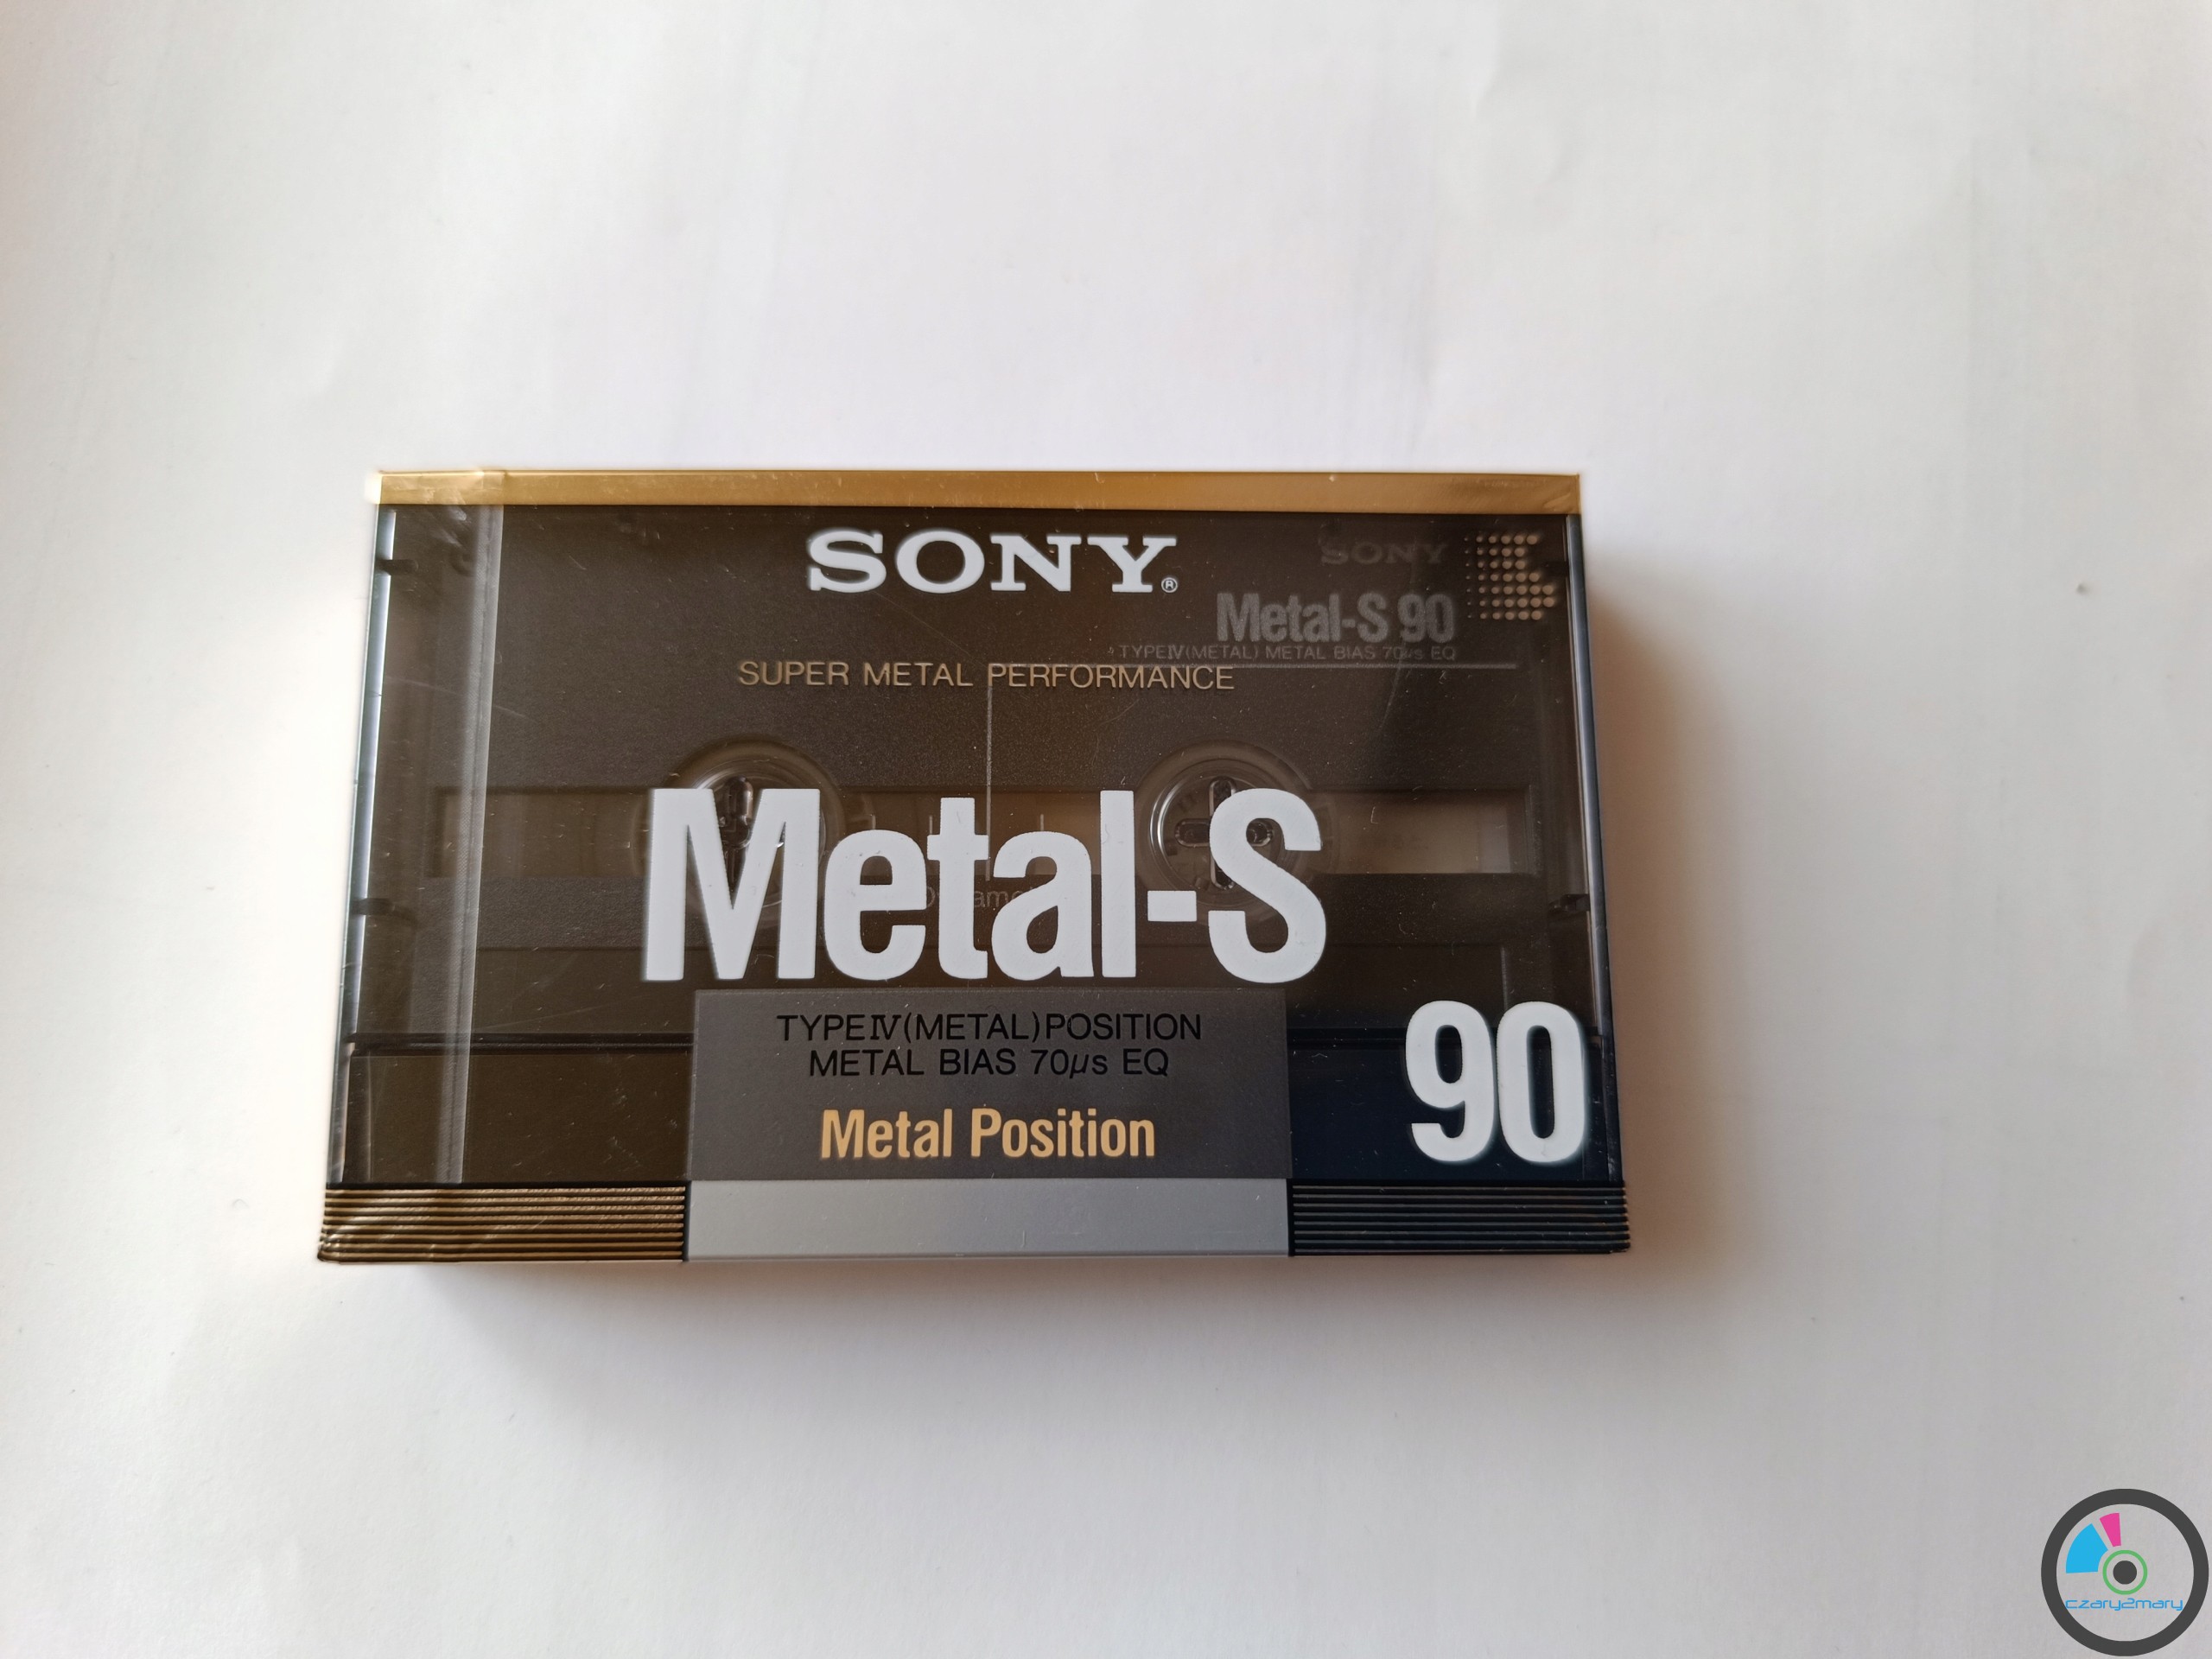 SONY®
SONY
Metal-S 90
TYPEⅣ(METAL) METAL BIAS 70µs EQ
SUPER METAL PERFORMANCE
Metal-S
TYPEⅣ(METAL)POSITION
METAL BIAS 70µs EQ
90
Metal Position
czary2mary